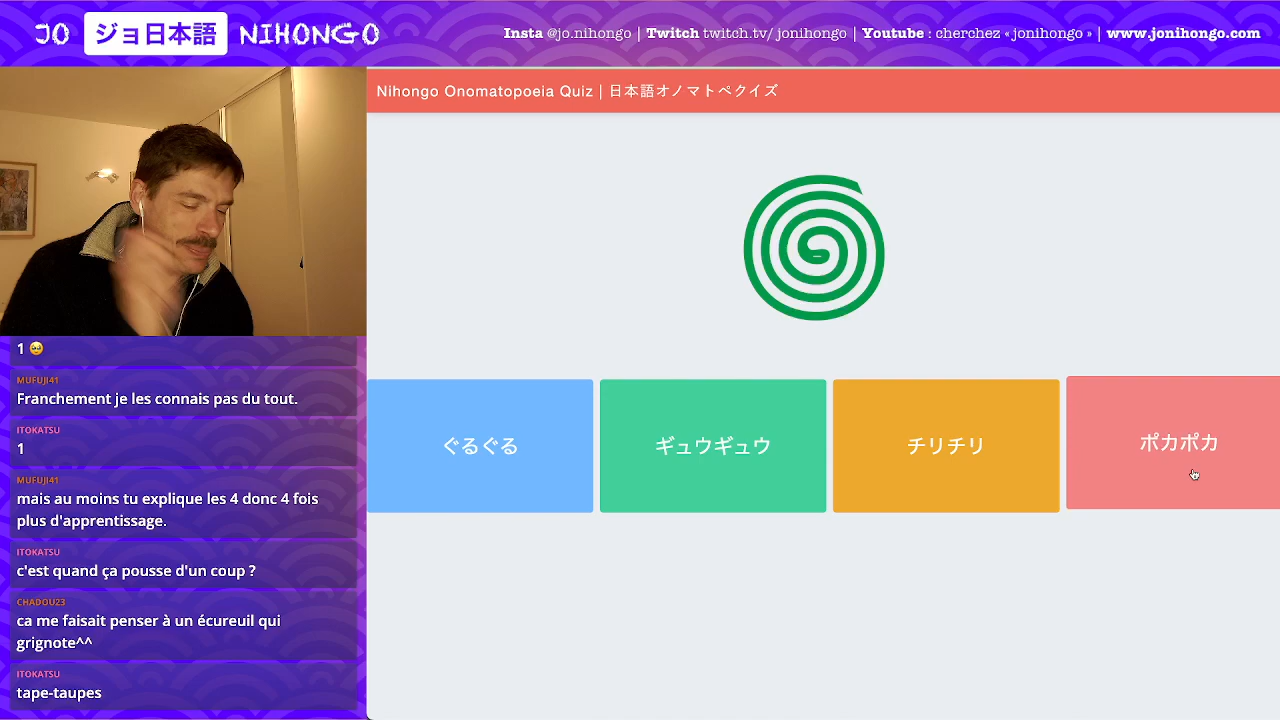 JO ジョ日本語 NIHONGO
Insta @jo.nihongo | Twitch twitch.tv/jonihongo | Youtube : cherchez « jonihongo » | www.jonihongo.com
Nihongo Onomatopoeia Quiz | 日本語オノマトペクイズ
ぐるぐる
ギュウギュウ
チリチリ
ポカポカ
1 🥹
MUFUJI41
Franchement je les connais pas du tout.
ITOKATSU
1
MUFUJI41
mais au moins tu explique les 4 donc 4 fois
plus d'apprentissage.
ITOKATSU
c'est quand ça pousse d'un coup ?
CHADOU23
ca me faisait penser à un écureuil qui
grignote^^
ITOKATSU
tape-taupes